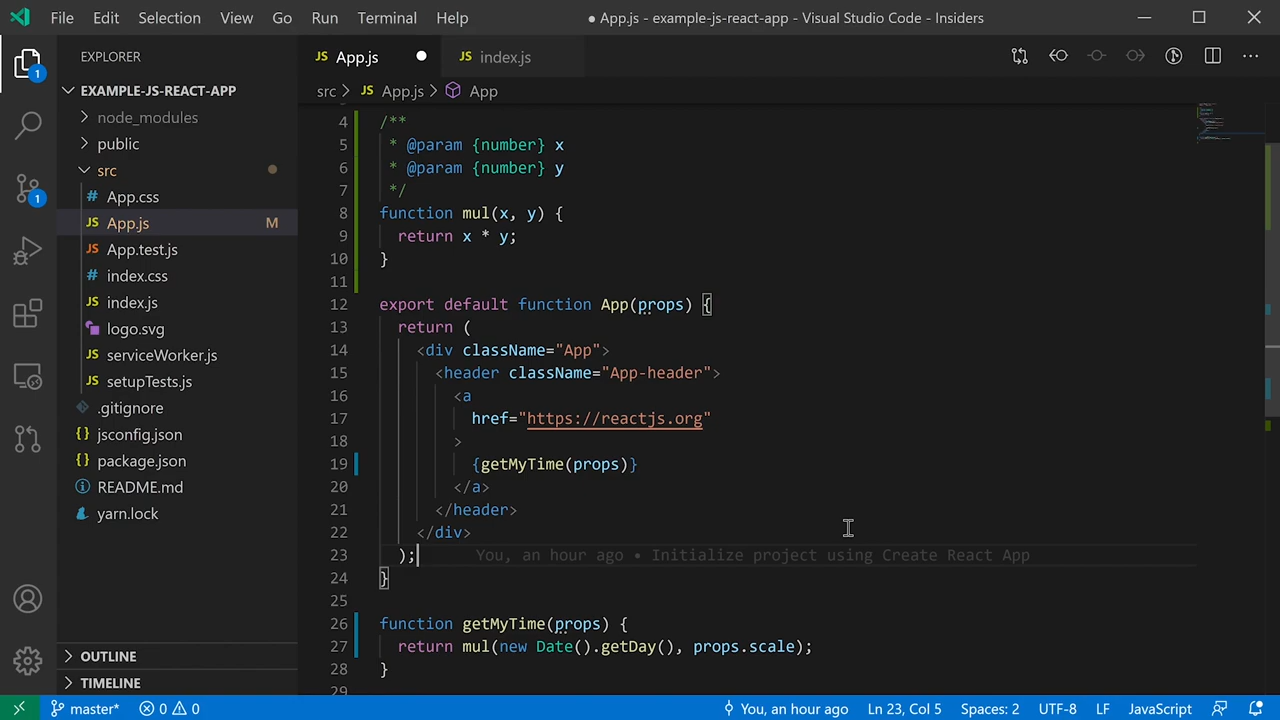 File Edit Selection View Go Run Terminal Help ● App.js - example-js-react-app - Visual Studio Code - Insiders
EXPLORER
JS App.js ●
JS index.js
1
EXAMPLE-JS-REACT-APP
node_modules
public
src
# App.css
JS App.js M
JS App.test.js
# index.css
JS index.js
logo.svg
JS serviceWorker.js
JS setupTests.js
.gitignore
{} jsconfig.json
{} package.json
README.md
yarn.lock
OUTLINE
TIMELINE
1
src > JS App.js > App
4 /**
5 * @param {number} x
6 * @param {number} y
7 */
8 function mul(x, y) {
9 return x * y;
10 }
11
12 export default function App(props) {
13 return (
14 <div className="App">
15 <header className="App-header">
16 <a
17 href="https://reactjs.org"
18 >
19 {getMyTime(props)}
20 </a>
21 </header>
22 </div>
23 ); You, an hour ago • Initialize project using Create React App
24 }
25
26 function getMyTime(props) {
27 return mul(new Date().getDay(), props.scale);
28 }
29
master* 0 0 You, an hour ago Ln 23, Col 5 Spaces: 2 UTF-8 LF JavaScript